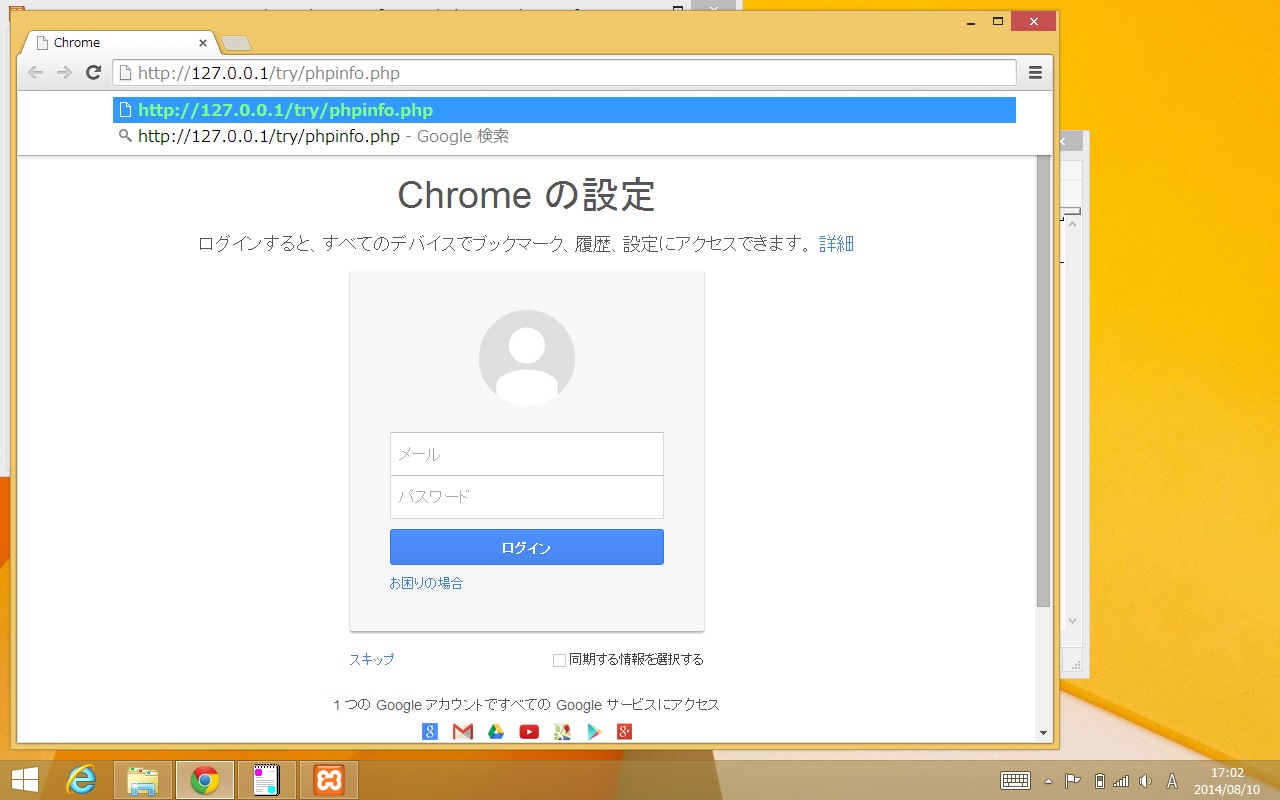 Chrome
http://127.0.0.1/try/phpinfo.php
http://127.0.0.1/try/phpinfo.php
http://127.0.0.1/try/phpinfo.php - Google 検索
Chrome の設定
ログインすると、すべてのデバイスでブックマーク、履歴、設定にアクセスできます。 詳細
メール
パスワード
ログイン
お困りの場合
スキップ
同期する情報を選択する
1 つの Google アカウントですべての Google サービスにアクセス
A
17:02
2014/08/10